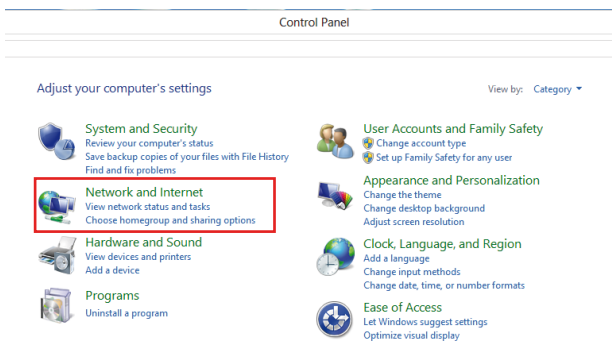 Control Panel
Adjust your computer's settings
View by: Category
System and Security
Review your computer's status
Save backup copies of your files with File History
Find and fix problems
Network and Internet
View network status and tasks
Choose homegroup and sharing options
Hardware and Sound
View devices and printers
Add a device
Programs
Uninstall a program
User Accounts and Family Safety
Change account type
Set up Family Safety for any user
Appearance and Personalization
Change the theme
Change desktop background
Adjust screen resolution
Clock, Language, and Region
Add a language
Change input methods
Change date, time, or number formats
Ease of Access
Let Windows suggest settings
Optimize visual display